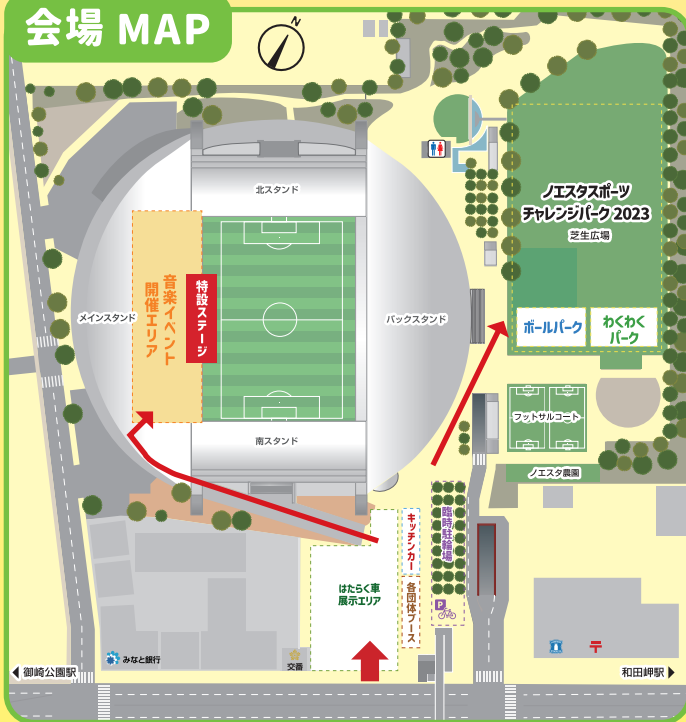 会場 MAP
N
北スタンド
ノエスタスポーツ
チャレンジパーク 2023
芝生広場
メインスタンド
音楽イベント
開催エリア
特設ステージ
バックスタンド
ボールパーク
わくわく
パーク
フットサルコート
南スタンド
ノエスタ農園
キッチンカー
臨時駐輪場
はたらく車
展示エリア
各団体ブース
P
みなと銀行
交番
御崎公園駅
和田岬駅